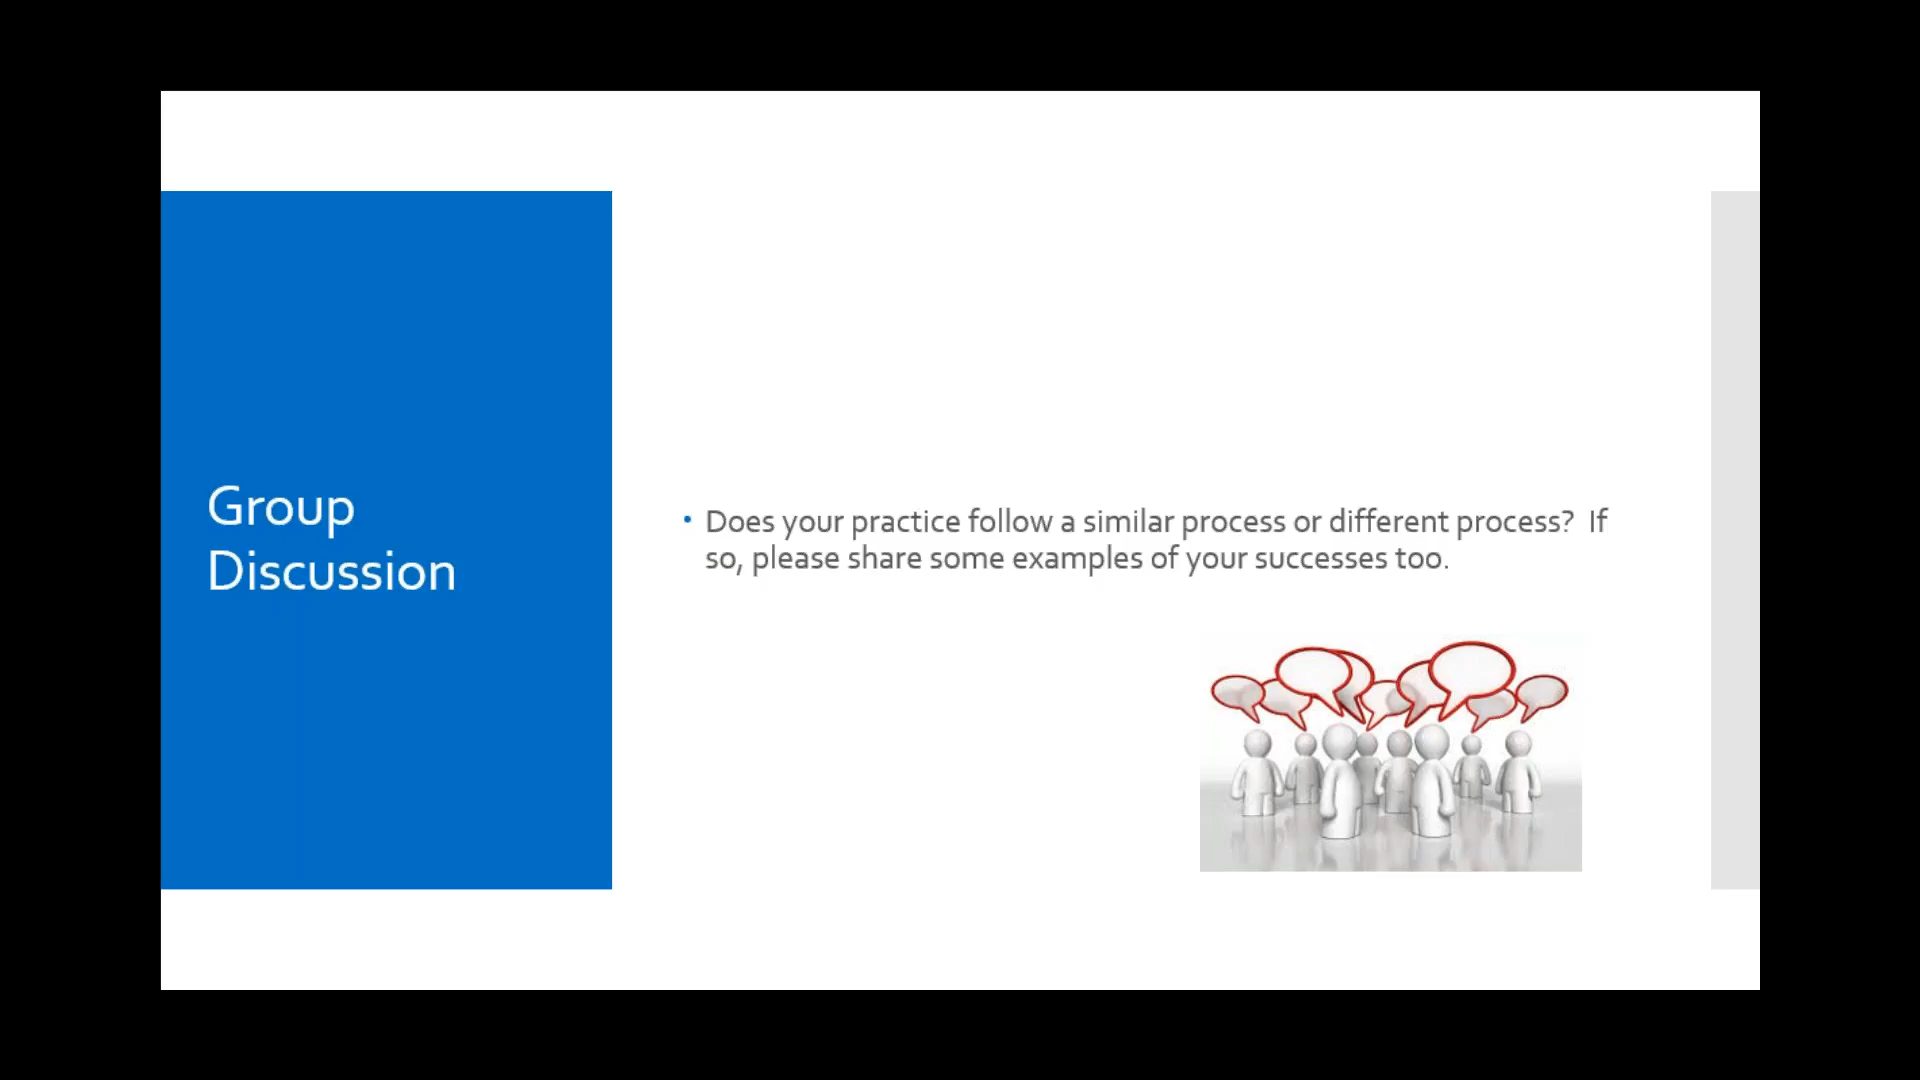 Group
Discussion
• Does your practice follow a similar process or different process?  If
so, please share some examples of your successes too.